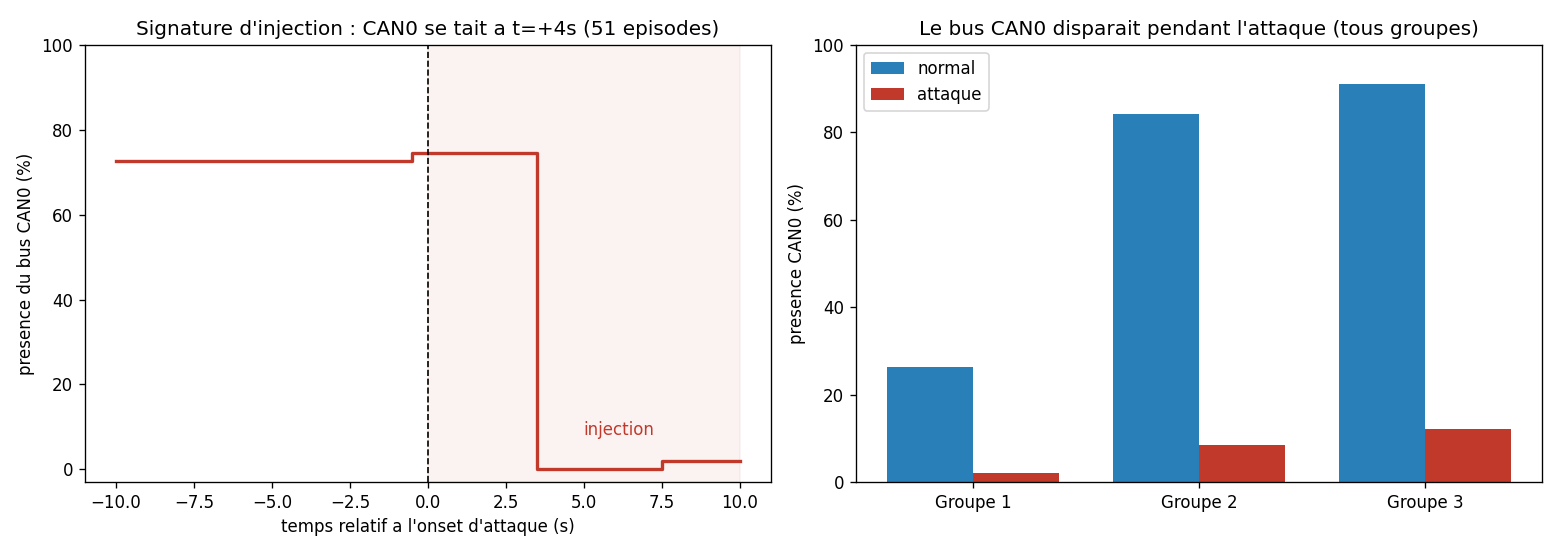 Signature d'injection : CAN0 se tait a t=+4s (51 episodes)
presence du bus CAN0 (%)
100
80
60
40
20
0
injection
−10.0
−7.5
−5.0
−2.5
0.0
2.5
5.0
7.5
10.0
temps relatif a l'onset d'attaque (s)
Le bus CAN0 disparait pendant l'attaque (tous groupes)
presence CAN0 (%)
100
80
60
40
20
0
normal
attaque
Groupe 1
Groupe 2
Groupe 3